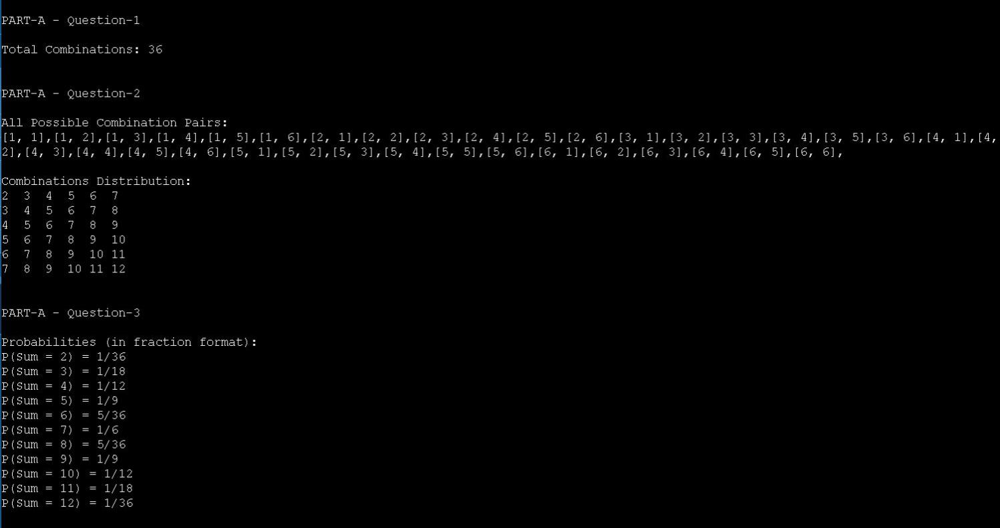 PART-A - Question-1
Total Combinations: 36
PART-A - Question-2
All Possible Combination Pairs:
[1, 1],[1, 2],[1, 3],[1, 4],[1, 5],[1, 6],[2, 1],[2, 2],[2, 3],[2, 4],[2, 5],[2, 6],[3, 1],[3, 2],[3, 3],[3, 4],[3, 5],[3, 6],[4, 1],[4,
2],[4, 3],[4, 4],[4, 5],[4, 6],[5, 1],[5, 2],[5, 3],[5, 4],[5, 5],[5, 6],[6, 1],[6, 2],[6, 3],[6, 4],[6, 5],[6, 6],
Combinations Distribution:
2  3  4  5  6  7
3  4  5  6  7  8
4  5  6  7  8  9
5  6  7  8  9  10
6  7  8  9  10 11
7  8  9  10 11 12
PART-A - Question-3
Probabilities (in fraction format):
P(Sum = 2) = 1/36
P(Sum = 3) = 1/18
P(Sum = 4) = 1/12
P(Sum = 5) = 1/9
P(Sum = 6) = 5/36
P(Sum = 7) = 1/6
P(Sum = 8) = 5/36
P(Sum = 9) = 1/9
P(Sum = 10) = 1/12
P(Sum = 11) = 1/18
P(Sum = 12) = 1/36